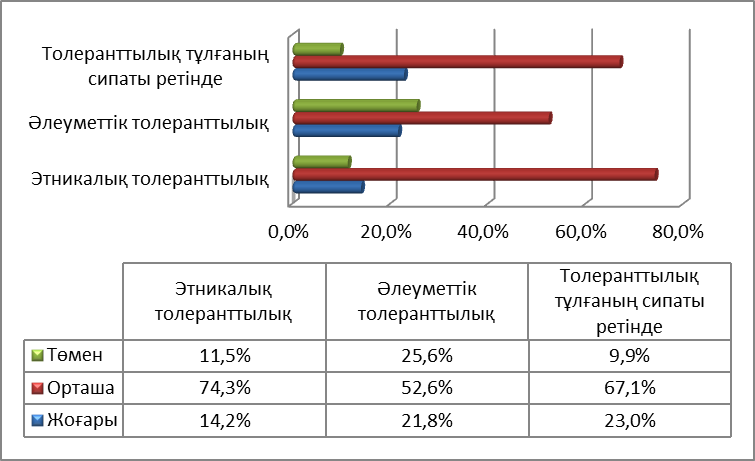 Толеранттылық тұлғаның
сипаты ретінде
Әлеуметтік толеранттылық
Этникалық толеранттылық
0,0% 20,0% 40,0% 60,0% 80,0%
Этникалық
толеранттылық
Әлеуметтік
толеранттылық
Толеранттылық
тұлғаның сипаты
ретінде
Төмен 11,5% 25,6% 9,9%
Орташа 74,3% 52,6% 67,1%
Жоғары 14,2% 21,8% 23,0%